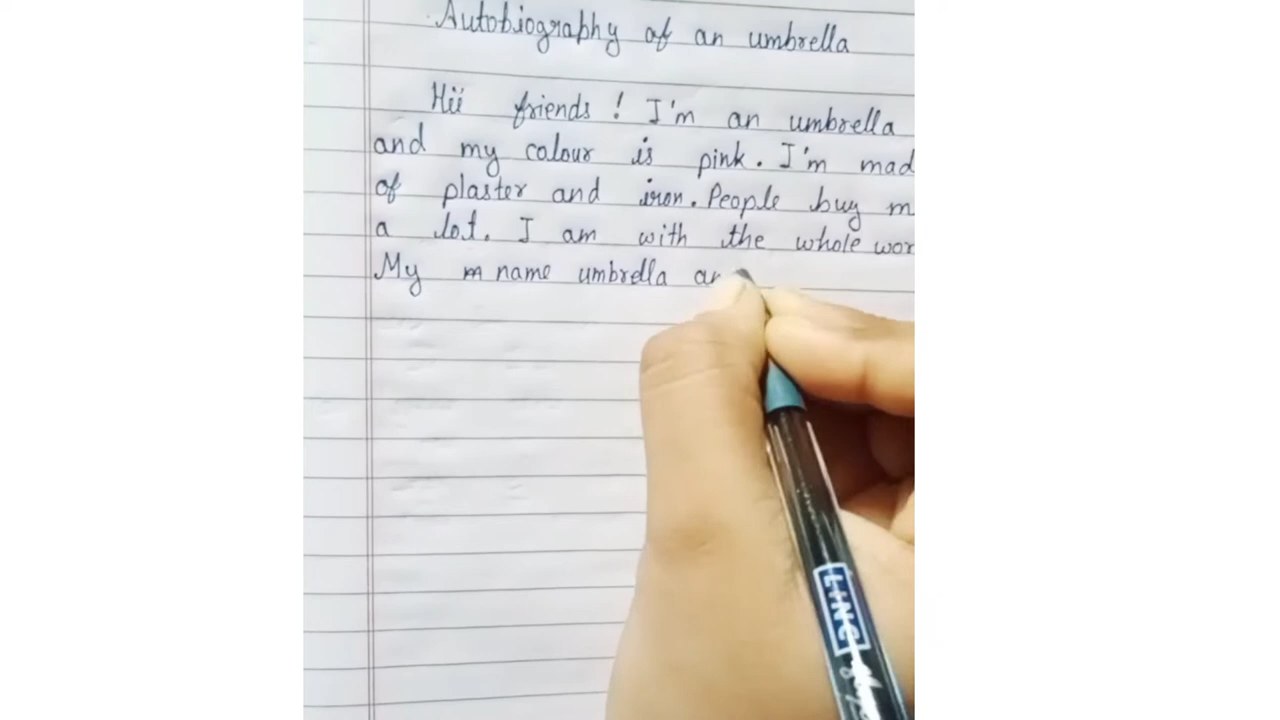 Autobiography of an umbrella
Hii friends ! I'm an umbrella
and my colour is pink. I'm mad
of plaster and iron. People buy m
a lot. I am with the whole wor
My m name umbrella an
LINC